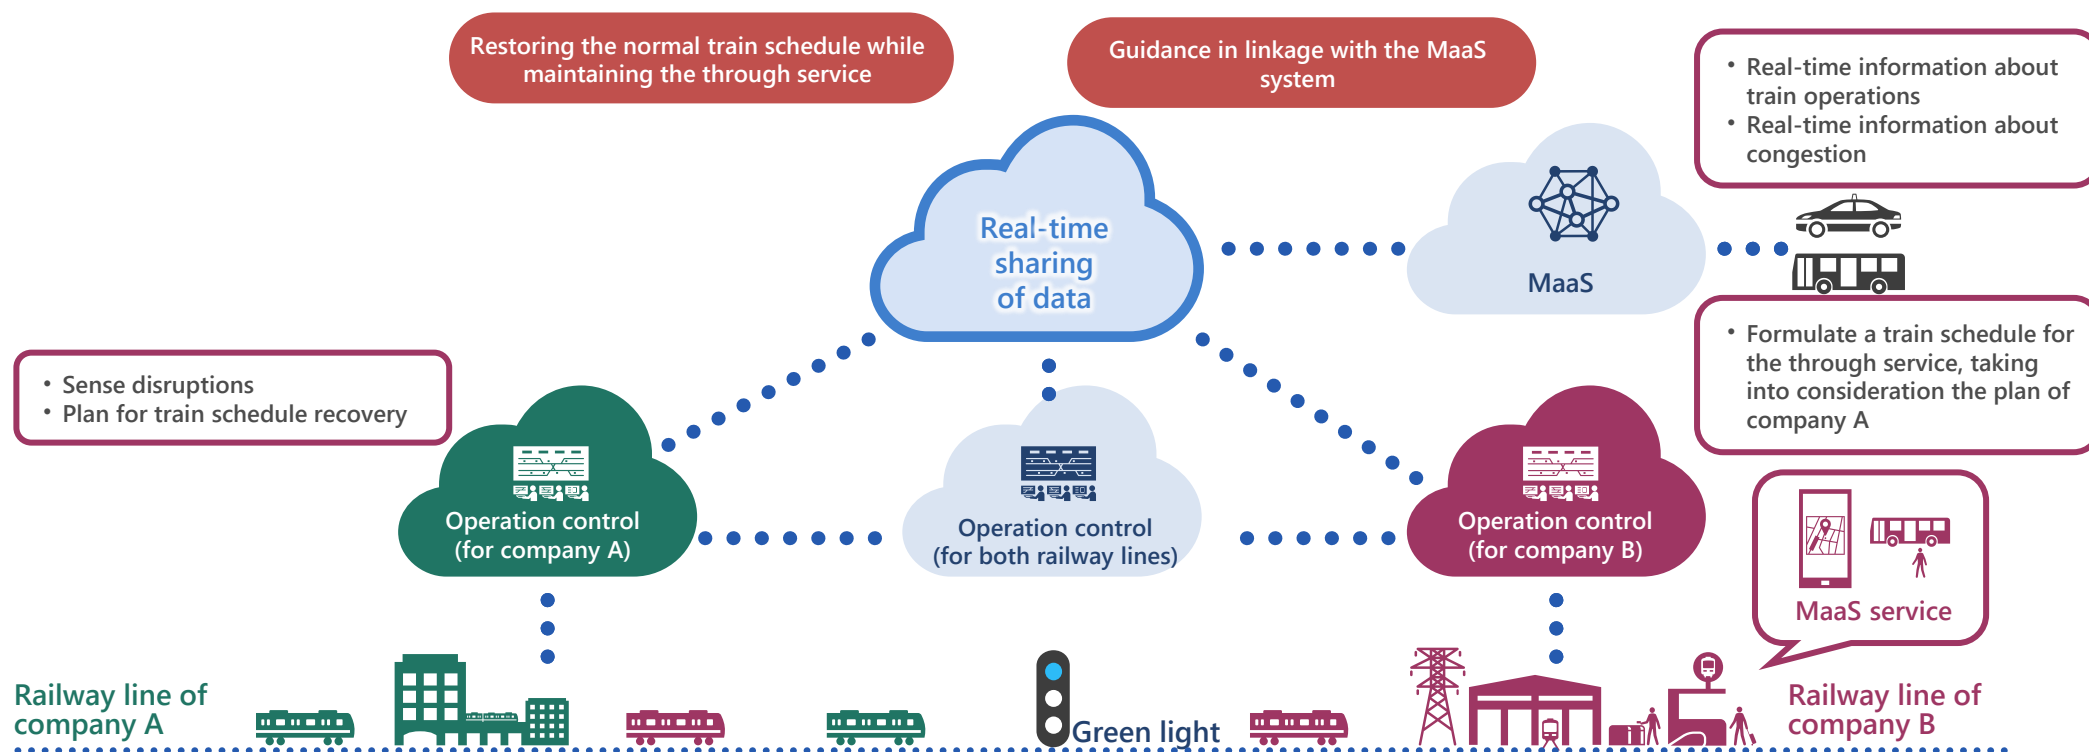 Restoring the normal train schedule while
maintaining the through service
Guidance in linkage with the MaaS
system
• Real-time information about
train operations
• Real-time information about
congestion
Real-time
sharing
of data
MaaS
• Sense disruptions
• Plan for train schedule recovery
• Formulate a train schedule for
the through service, taking
into consideration the plan of
company A
Operation control
(for company A)
Operation control
(for both railway lines)
Operation control
(for company B)
MaaS service
Railway line of
company A
Green light
Railway line of
company B